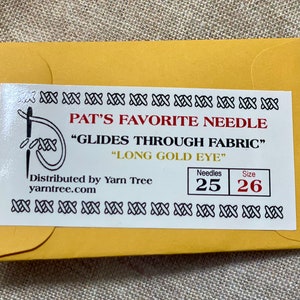 PAT'S FAVORITE NEEDLE
"GLIDES THROUGH FABRIC"
"LONG GOLD EYE"
Distributed by Yarn Tree
yarntree.com
Needles
25
Size
26